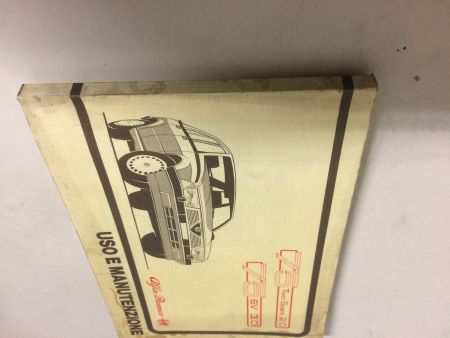 75 Twin Spark 2.0
75 6V 3.0
Alfa Romeo
USO E MANUTENZIONE